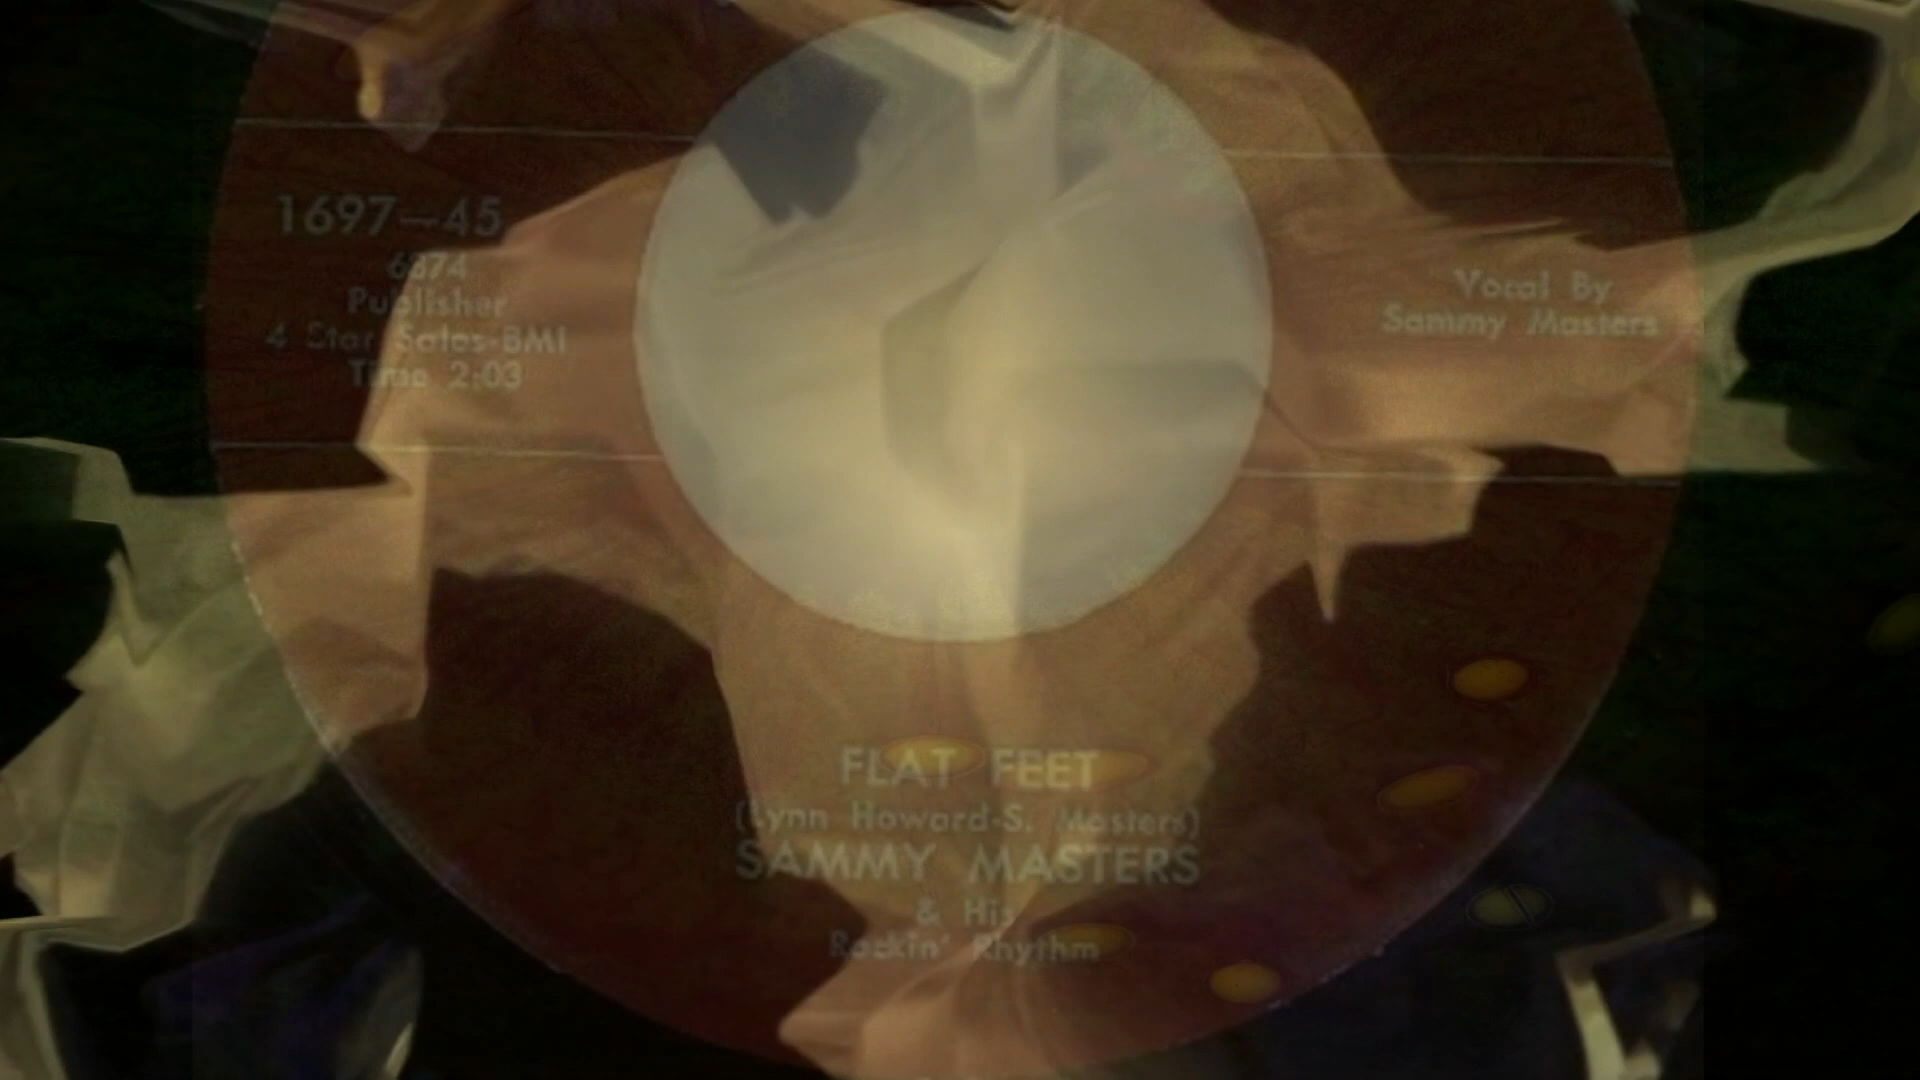 1697-45
6874
Publisher
4 Star Sales-BMI
Time 2:03
Vocal By
Sammy Masters
FLAT FEET
(Lynn Howard-S. Masters)
SAMMY MASTERS
& His
Rockin' Rhythm